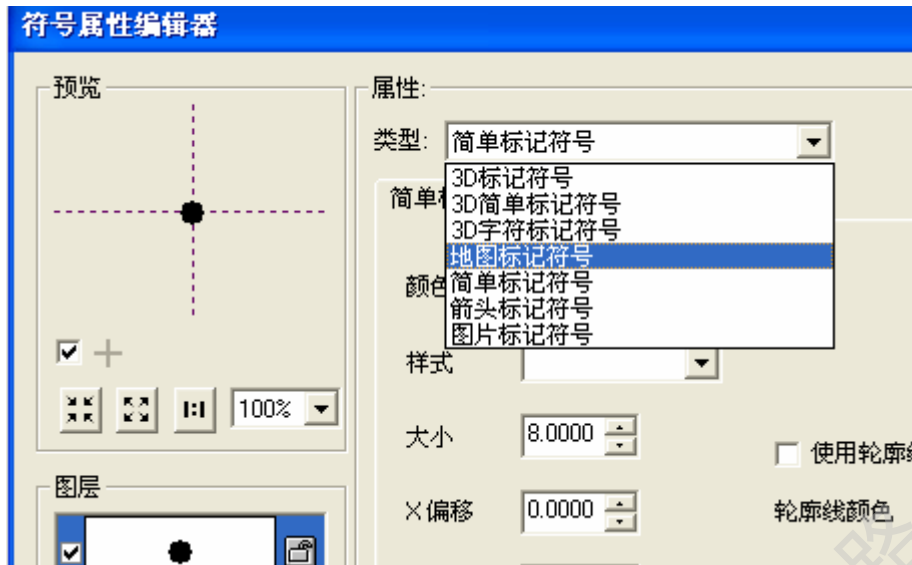 符号属性编辑器
预览
属性:
类型: 简单标记符号
3D标记符号
3D简单标记符号
3D字符标记符号
地图标记符号
简单标记符号
箭头标记符号
图片标记符号
简单
颜色
样式
100%
大小 8.0000
使用轮廓
图层
X偏移 0.0000
轮廓线颜色
1:1